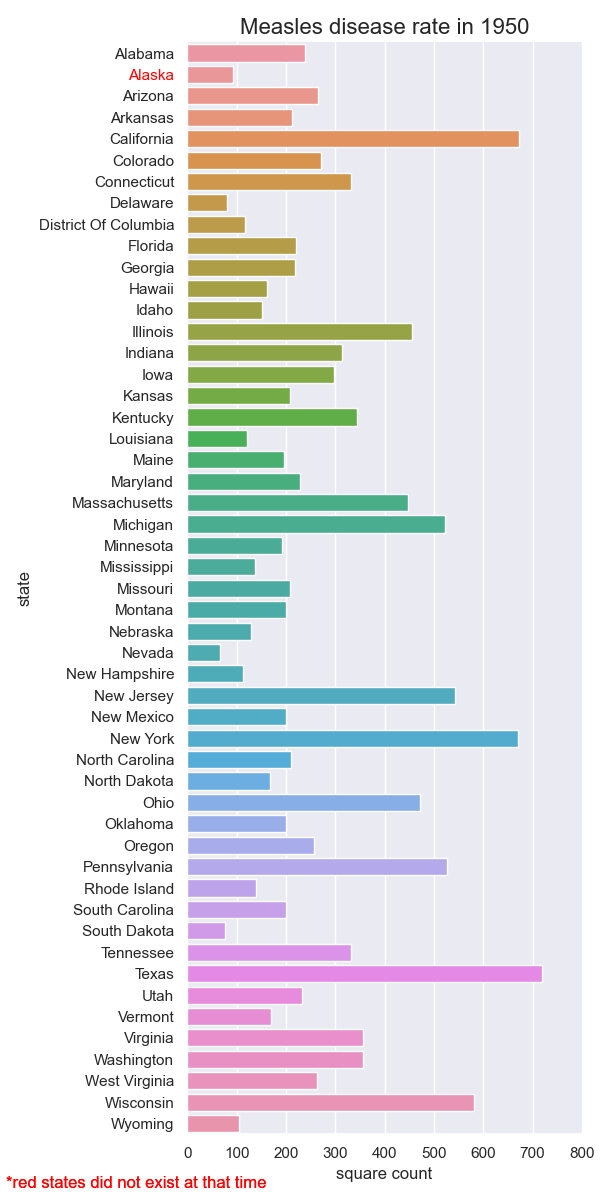 Measles disease rate in 1950
Alabama
Alaska
Arizona
Arkansas
California
Colorado
Connecticut
Delaware
District Of Columbia
Florida
Georgia
Hawaii
Idaho
Illinois
Indiana
Iowa
Kansas
Kentucky
Louisiana
Maine
Maryland
Massachusetts
Michigan
Minnesota
Mississippi
Missouri
Montana
Nebraska
Nevada
New Hampshire
New Jersey
New Mexico
New York
North Carolina
North Dakota
Ohio
Oklahoma
Oregon
Pennsylvania
Rhode Island
South Carolina
South Dakota
Tennessee
Texas
Utah
Vermont
Virginia
Washington
West Virginia
Wisconsin
Wyoming
state
0 100 200 300 400 500 600 700 800
square count
*red states did not exist at that time